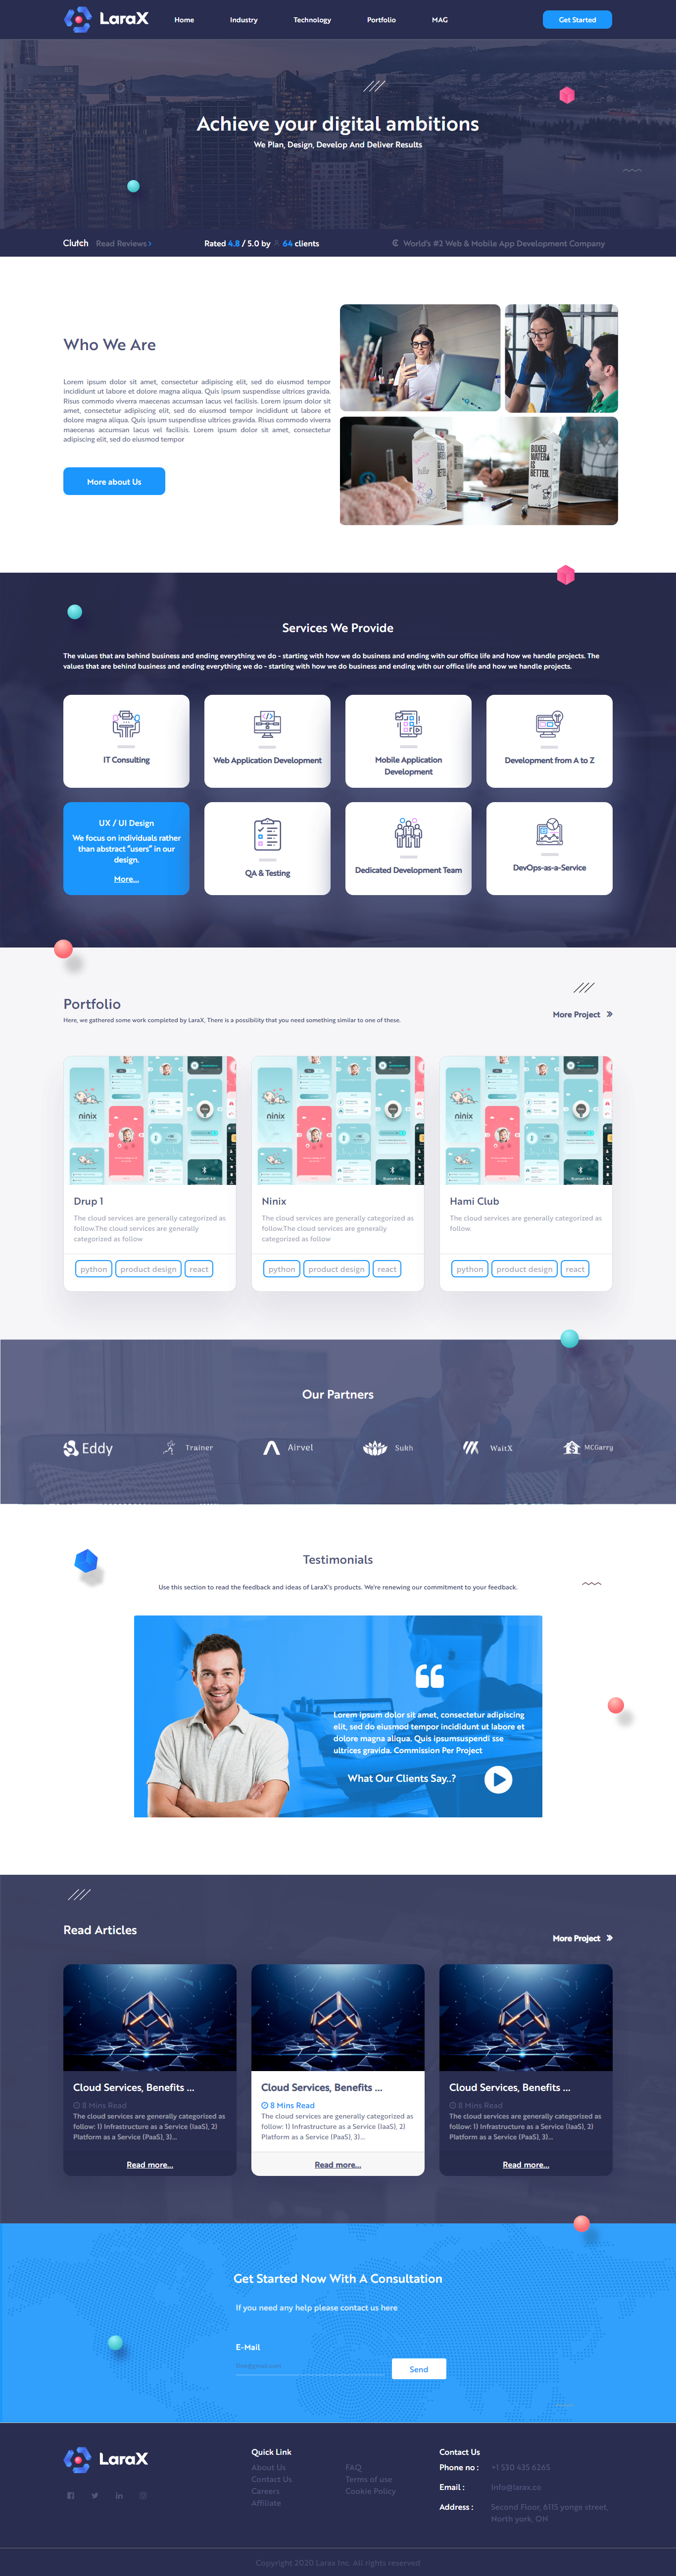 LaraX
Home Industry Technology Portfolio MAG
Get Started
Achieve your digital ambitions
We Plan, Design, Develop And Deliver Results
Clutch Read Reviews
Rated 4.8 / 5.0 by 64 clients
World's #2 Web & Mobile App Development Company
Who We Are
Lorem ipsum dolor sit amet, consectetur adipiscing elit, sed do eiusmod tempor
incididunt ut labore et dolore magna aliqua. Quis ipsum suspendisse ultrices gravida.
Risus commodo viverra maecenas accumsan lacus vel facilisis. Lorem ipsum dolor sit
amet, consectetur adipiscing elit, sed do eiusmod tempor incididunt ut labore et
dolore magna aliqua. Quis ipsum suspendisse ultrices gravida. Risus commodo viverra
maecenas accumsan lacus vel facilisis. Lorem ipsum dolor sit amet, consectetur
adipiscing elit, sed do eiusmod tempor
More about Us
BOXED
WATER
IS
BETTER.
Services We Provide
The values that are behind business and ending everything we do - starting with how we do business and ending with our office life and how we handle projects. The
values that are behind business and ending everything we do - starting with how we do business and ending with our office life and how we handle projects.
IT Consulting
Web Application Development
Mobile Application
Development
Development from A to Z
UX / UI Design
We focus on individuals rather
than abstract “users” in our
design.
More...
QA & Testing
Dedicated Development Team
DevOps-as-a-Service
Portfolio
Here, we gathered some work completed by LaraX, There is a possibility that you need something similar to one of these.
More Project
ninix
ninix
ninix
Drup 1
The cloud services are generally categorized as
follow.The cloud services are generally
categorized as follow
python product design react
Ninix
The cloud services are generally categorized as
follow.The cloud services are generally
categorized as follow
python product design react
Hami Club
The cloud services are generally categorized as
follow.
python product design react
Our Partners
Eddy
Trainer
Airvel
Sukh
WaitX
MCGarry
Testimonials
Use this section to read the feedback and ideas of LaraX's products. We're renewing our commitment to your feedback.
Lorem ipsum dolor sit amet, consectetur adipiscing
elit, sed do eiusmod tempor incididunt ut labore et
dolore magna aliqua. Quis ipsumsuspendi sse
ultrices gravida. Commission Per Project
What Our Clients Say..?
Read Articles
More Project
Cloud Services, Benefits ...
8 Mins Read
The cloud services are generally categorized as
follow: 1) Infrastructure as a Service (IaaS), 2)
Platform as a Service (PaaS), 3)...
Read more...
Cloud Services, Benefits ...
8 Mins Read
The cloud services are generally categorized as
follow: 1) Infrastructure as a Service (IaaS), 2)
Platform as a Service (PaaS), 3)...
Read more...
Cloud Services, Benefits ...
8 Mins Read
The cloud services are generally categorized as
follow: 1) Infrastructure as a Service (IaaS), 2)
Platform as a Service (PaaS), 3)...
Read more...
Get Started Now With A Consultation
If you need any help please contact us here
E-Mail
Send
LaraX
Quick Link
About Us
Contact Us
Careers
Affiliate
FAQ
Terms of use
Cookie Policy
Contact Us
Phone no : +1 530 435 6265
Email : Info@larax.co
Address : Second Floor, 6115 yonge street,
North york, ON
Copyright 2020 Larax Inc. All rights reserved